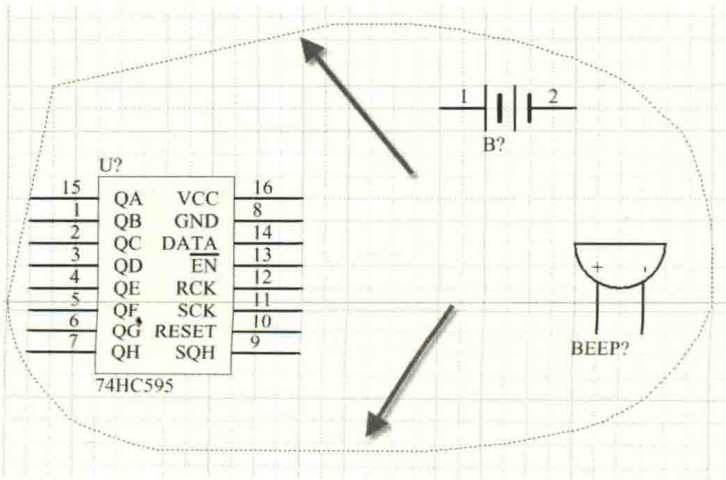 1 2
B?
U?
15 QA VCC 16
1 QB GND 8
2 QC DATA 14
3 QD EN 13
4 QE RCK 12
5 QF SCK 11
6 QG RESET 10
7 QH SQH 9
74HC595
+ -
BEEP?